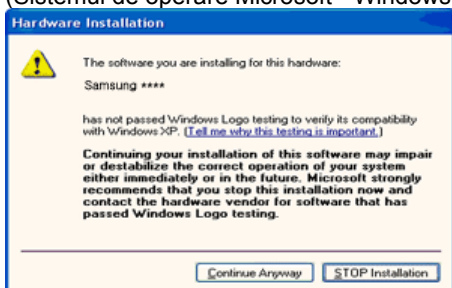 (Sistemul de operare Microsoft Windows
Hardware Installation
The software you are installing for this hardware:
Samsung ****
has not passed Windows Logo testing to verify its compatibility
with Windows XP. (Tell me why this testing is important.)
Continuing your installation of this software may impair
or destabilize the correct operation of your system
either immediately or in the future. Microsoft strongly
recommends that you stop this installation now and
contact the hardware vendor for software that has
passed Windows Logo testing.
Continue Anyway
STOP Installation